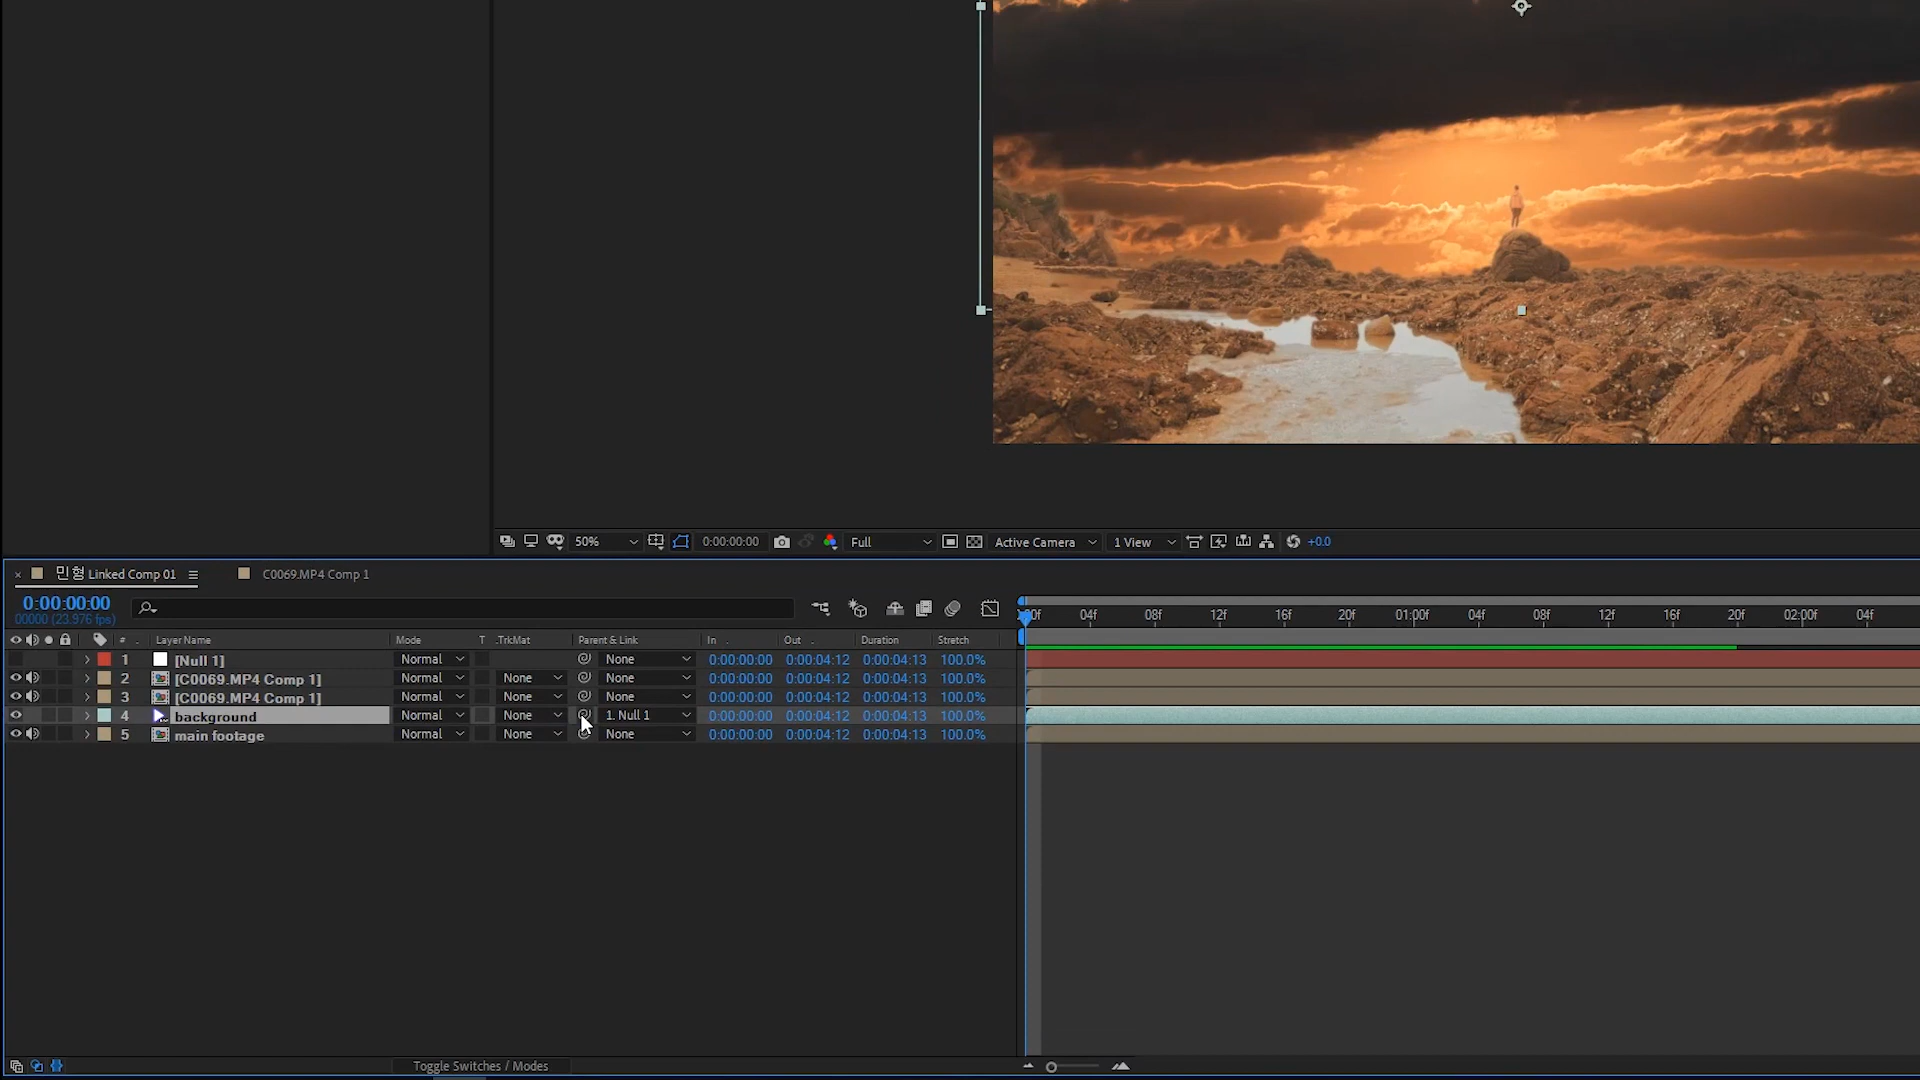 50% 0:00:00:00 Full Active Camera 1 View +0.0
민형 Linked Comp 01 C0069.MP4 Comp 1
0:00:00:00
00000 (23.976 fps)
04f 08f 12f 16f 20f 01:00f 04f 08f 12f 16f 20f 02:00f 04f
# Layer Name Mode T .TrkMat Parent & Link In Out Duration Stretch
1 [Null 1] Normal None 0:00:00:00 0:00:04:12 0:00:04:13 100.0%
2 [C0069.MP4 Comp 1] Normal None None 0:00:00:00 0:00:04:12 0:00:04:13 100.0%
3 [C0069.MP4 Comp 1] Normal None None 0:00:00:00 0:00:04:12 0:00:04:13 100.0%
4 background Normal None 1. Null 1 0:00:00:00 0:00:04:12 0:00:04:13 100.0%
5 main footage Normal None None 0:00:00:00 0:00:04:12 0:00:04:13 100.0%
Toggle Switches / Modes